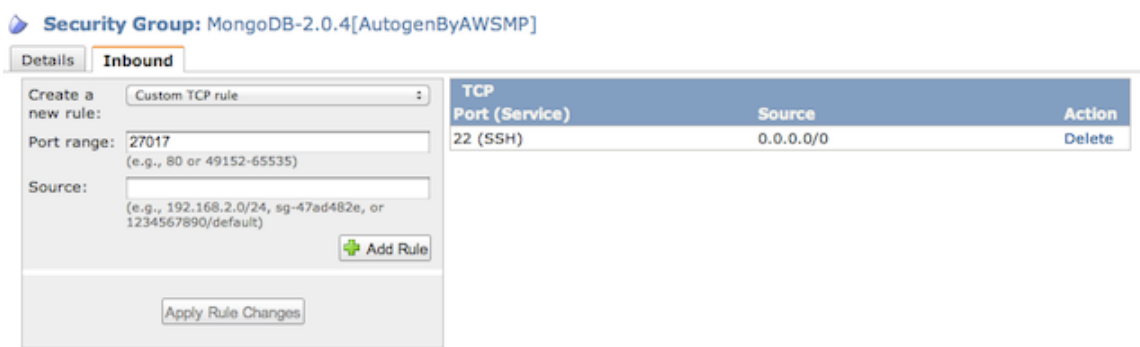 Security Group: MongoDB-2.0.4[AutogenByAWSMP]
Details Inbound
Create a new rule: Custom TCP rule
Port range: 27017
(e.g., 80 or 49152-65535)
Source:
(e.g., 192.168.2.0/24, sg-47ad482e, or
1234567890/default)
Add Rule
Apply Rule Changes
TCP
Port (Service) Source Action
22 (SSH) 0.0.0.0/0 Delete